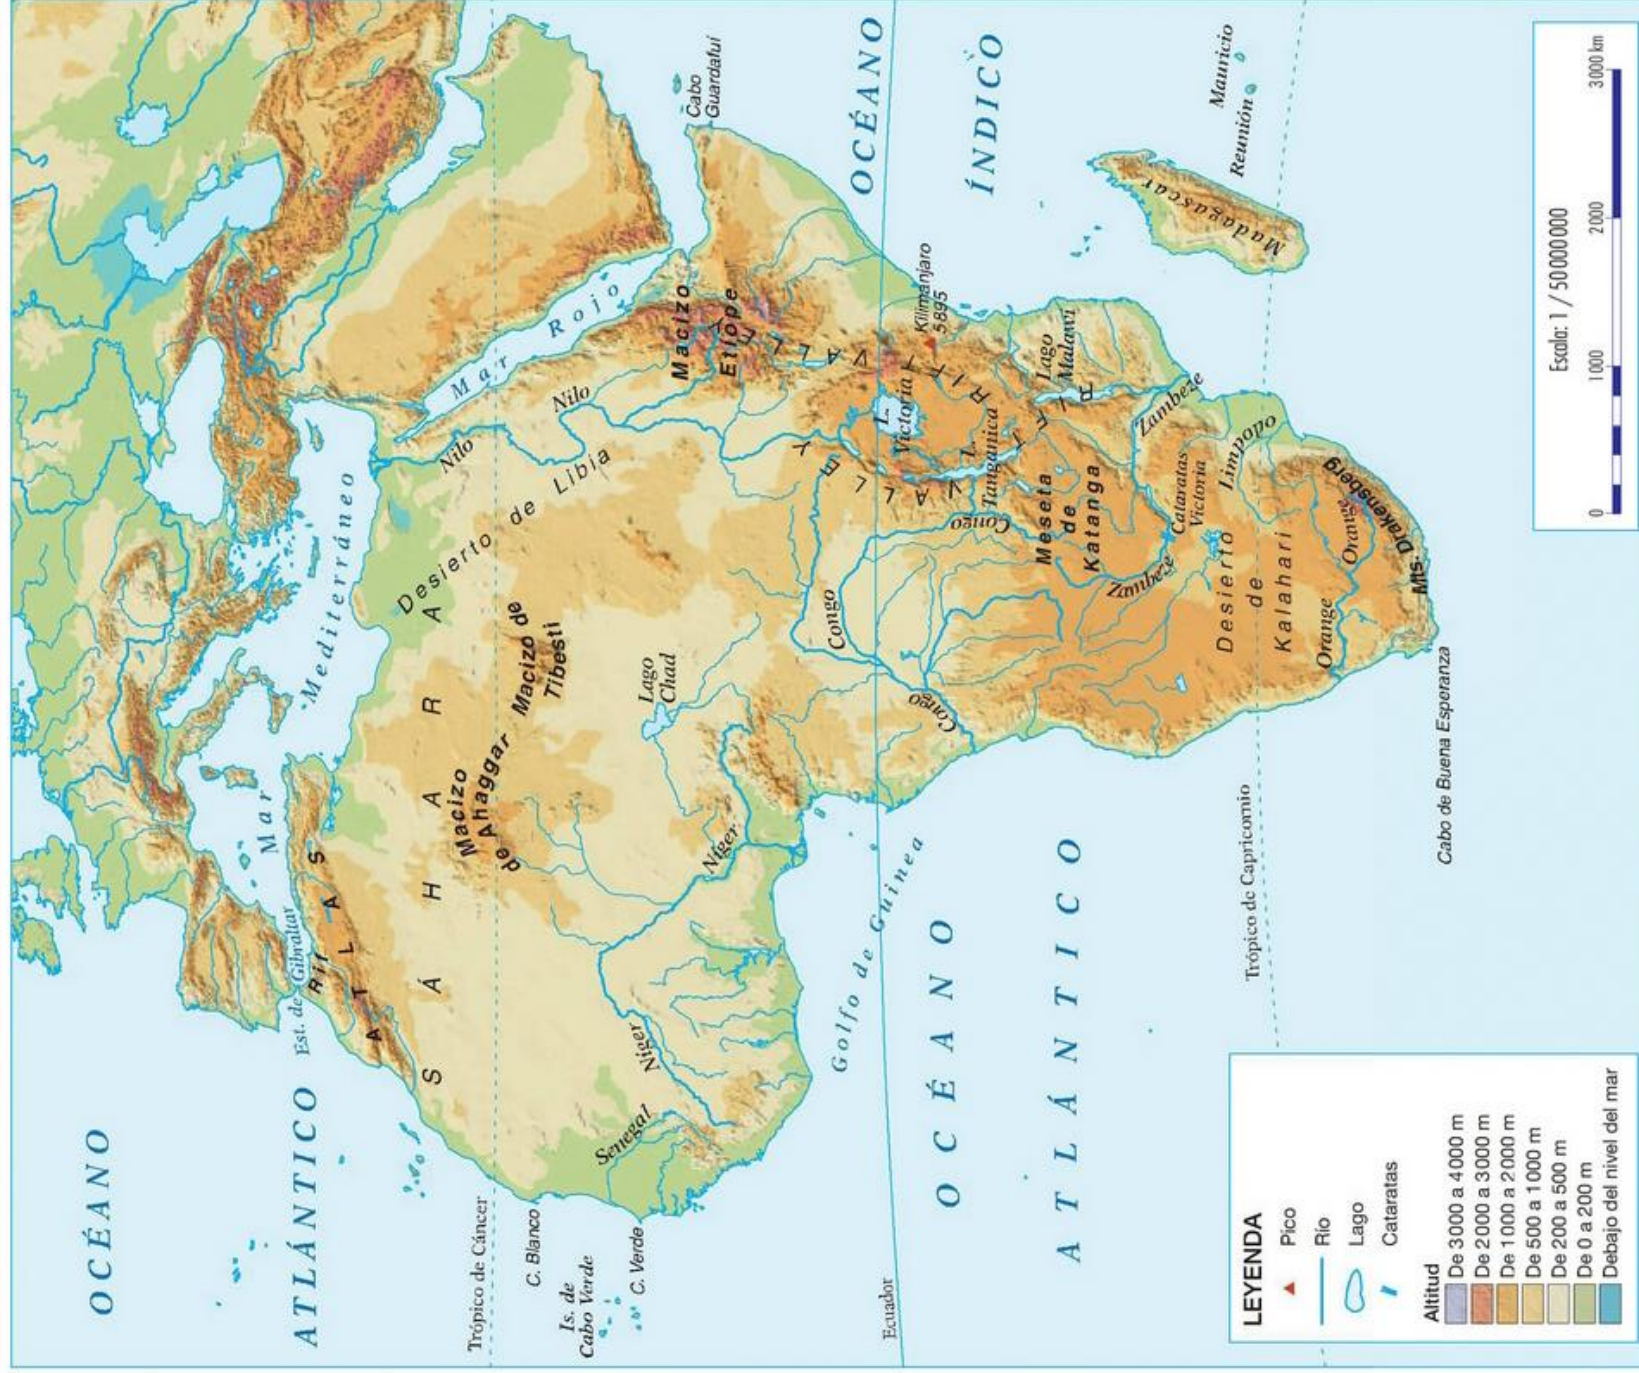 OCÉANO
ATLÁNTICO
Est. de Gibraltar
Mar
Mediterráneo
Rif
ATLAS
SÁHARA
Trópico de Cáncer
C. Blanco
Is. de
Cabo Verde
C. Verde
Senegal
Níger
Níger
Macizo
de Ahaggar
Macizo de
Tibesti
Desierto de Libia
Lago
Chad
Nilo
Nilo
Mar Rojo
Macizo
Etíope
Cabo
Guardafuí
Golfo de Guinea
Ecuador
Congo
Congo
Congo
RIFT VALLEY
RIFT VALLEY
L.
Victoria
Kilimanjaro
5895
L.
Tanganica
Lago
Malawi
OCÉANO
ÍNDICO
OCÉANO
ATLÁNTICO
Meseta
de
Katanga
Zambeze
Zambeze
Cataratas
Victoria
Limpopo
Desierto
de
Kalahari
Orange
Orange
Mts. Drakensberg
Madagascar
Mauricio
Reunión
Trópico de Capricornio
Cabo de Buena Esperanza
LEYENDA
Pico
Río
Lago
Cataratas
Altitud
De 3000 a 4000 m
De 2000 a 3000 m
De 1000 a 2000 m
De 500 a 1000 m
De 200 a 500 m
De 0 a 200 m
Debajo del nivel del mar
Escala: 1 / 50000000
0 1000 2000 3000 km